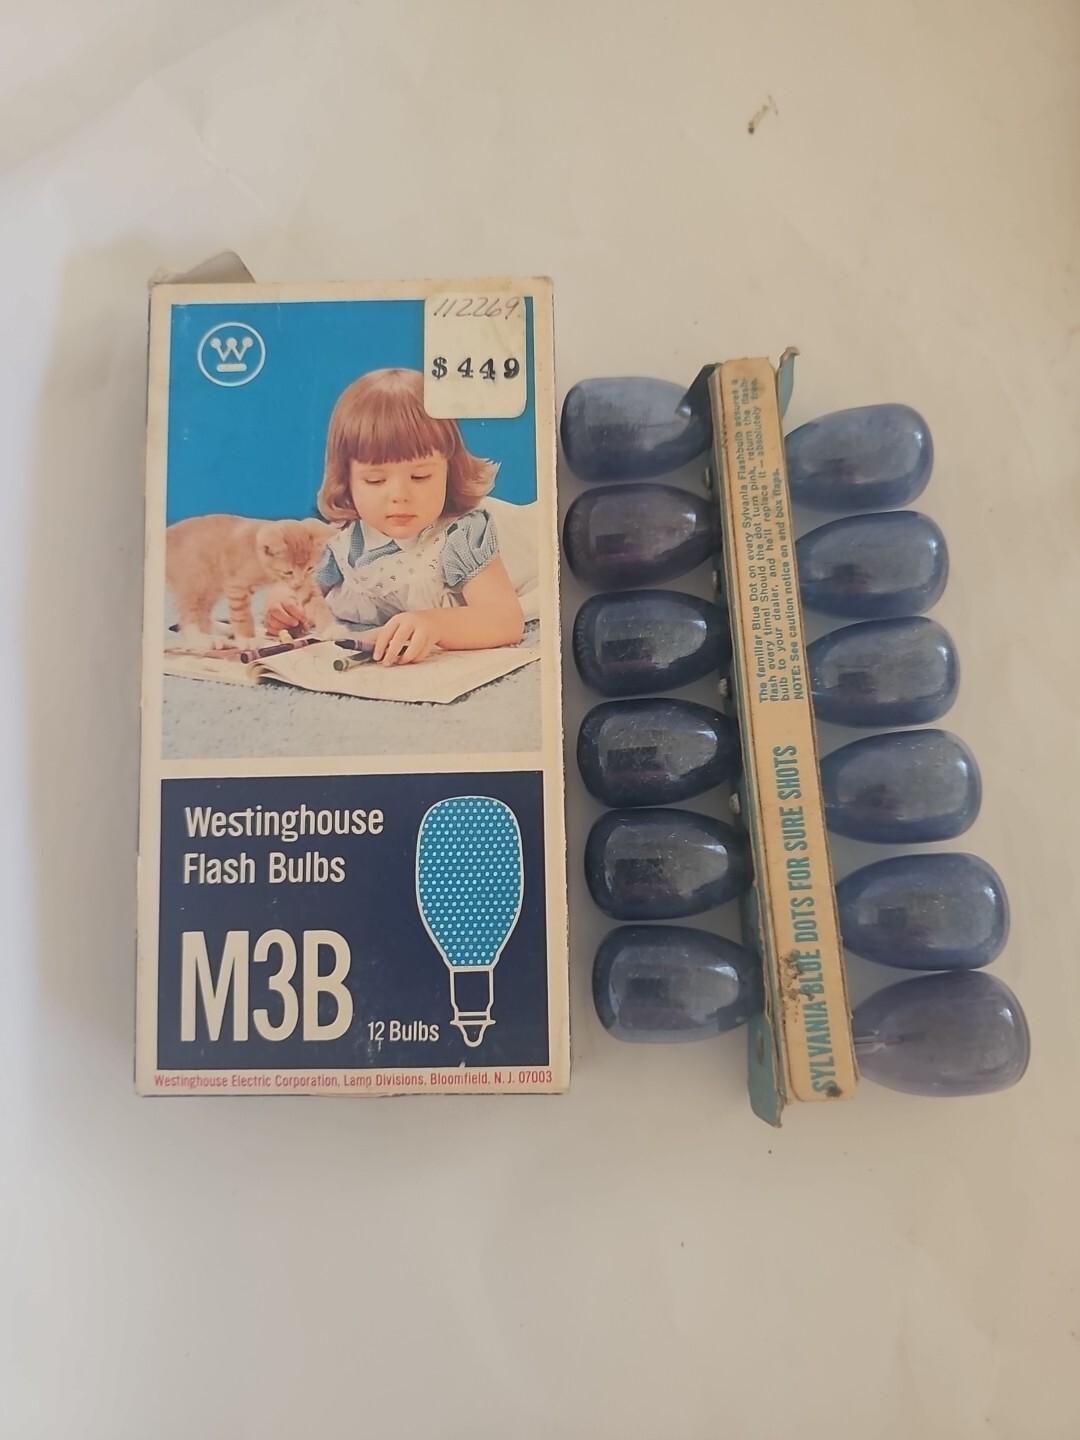 112269
$449
W
Westinghouse
Flash Bulbs
M3B
12 Bulbs
Westinghouse Electric Corporation, Lamp Divisions, Bloomfield, N. J. 07003
The familiar Blue Dot on every Sylvania Flashbulb assures a
flash every time! Should the dot turn pink, return the flash-
bulb to your dealer, and he'll replace it — absolutely free.
NOTE: See caution notice on end box flaps.
SYLVANIA BLUE DOTS FOR SURE SHOTS